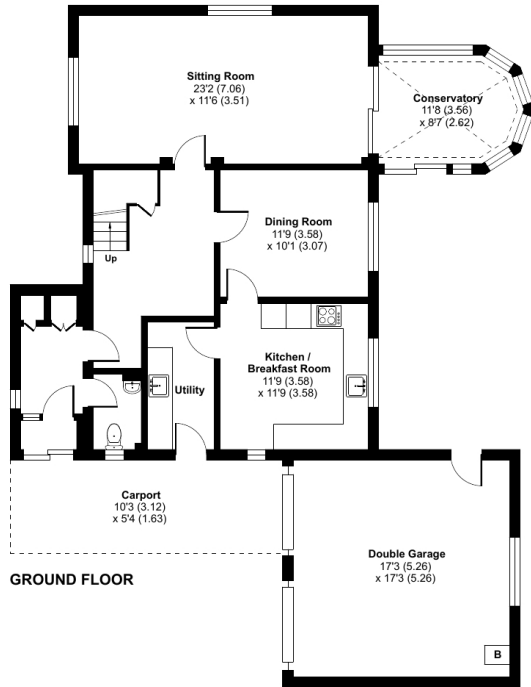 Sitting Room
23'2 (7.06)
x 11'6 (3.51)
Conservatory
11'8 (3.56)
x 8'7 (2.62)
Dining Room
11'9 (3.58)
x 10'1 (3.07)
Up
Kitchen /
Breakfast Room
11'9 (3.58)
x 11'9 (3.58)
Utility
Carport
10'3 (3.12)
x 5'4 (1.63)
Double Garage
17'3 (5.26)
x 17'3 (5.26)
GROUND FLOOR
B